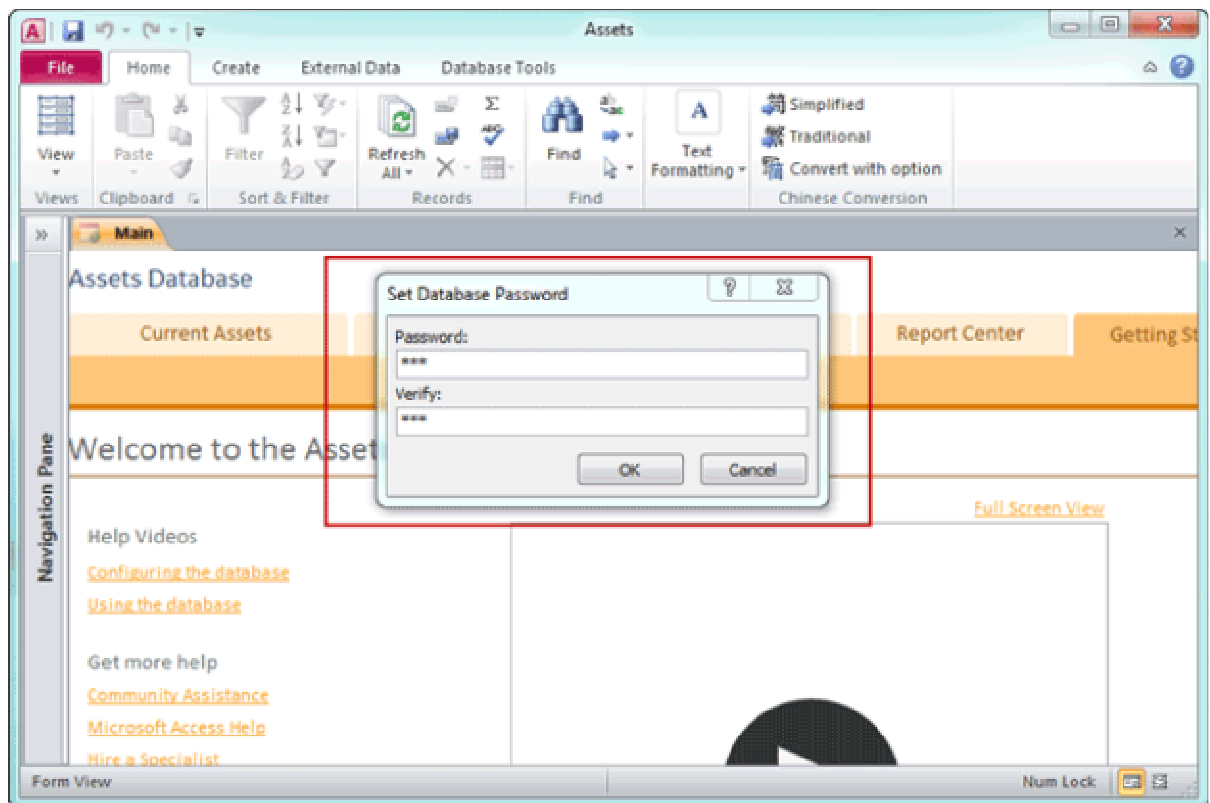 Assets
File Home Create External Data Database Tools
View
Paste
Filter
Refresh All
Find
Text Formatting
Simplified
Traditional
Convert with option
Views Clipboard Sort & Filter Records Find Chinese Conversion
Main
Assets Database
Current Assets Report Center Getting St
Set Database Password
Password:
***
Verify:
***
OK Cancel
Welcome to the Asset
Navigation Pane
Full Screen View
Help Videos
Configuring the database
Using the database
Get more help
Community Assistance
Microsoft Access Help
Hire a Specialist
Form View Num Lock